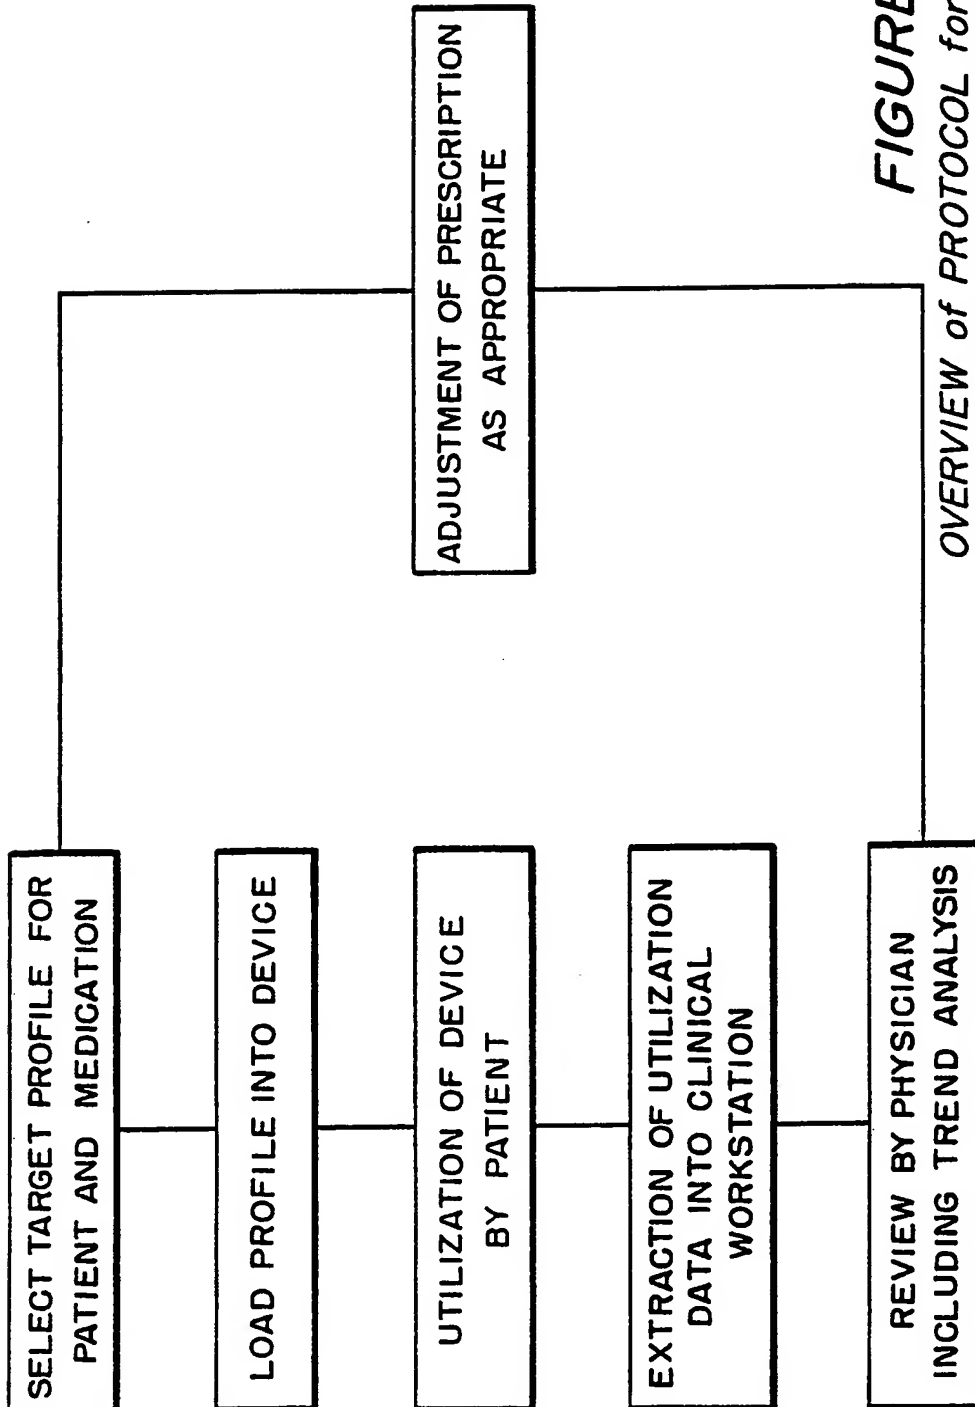 SELECT TARGET PROFILE FOR
PATIENT AND MEDICATION
LOAD PROFILE INTO DEVICE
UTILIZATION OF DEVICE
BY PATIENT
EXTRACTION OF UTILIZATION
DATA INTO CLINICAL
WORKSTATION
REVIEW BY PHYSICIAN
INCLUDING TREND ANALYSIS
ADJUSTMENT OF PRESCRIPTION
AS APPROPRIATE
FIGURE
OVERVIEW of PROTOCOL for